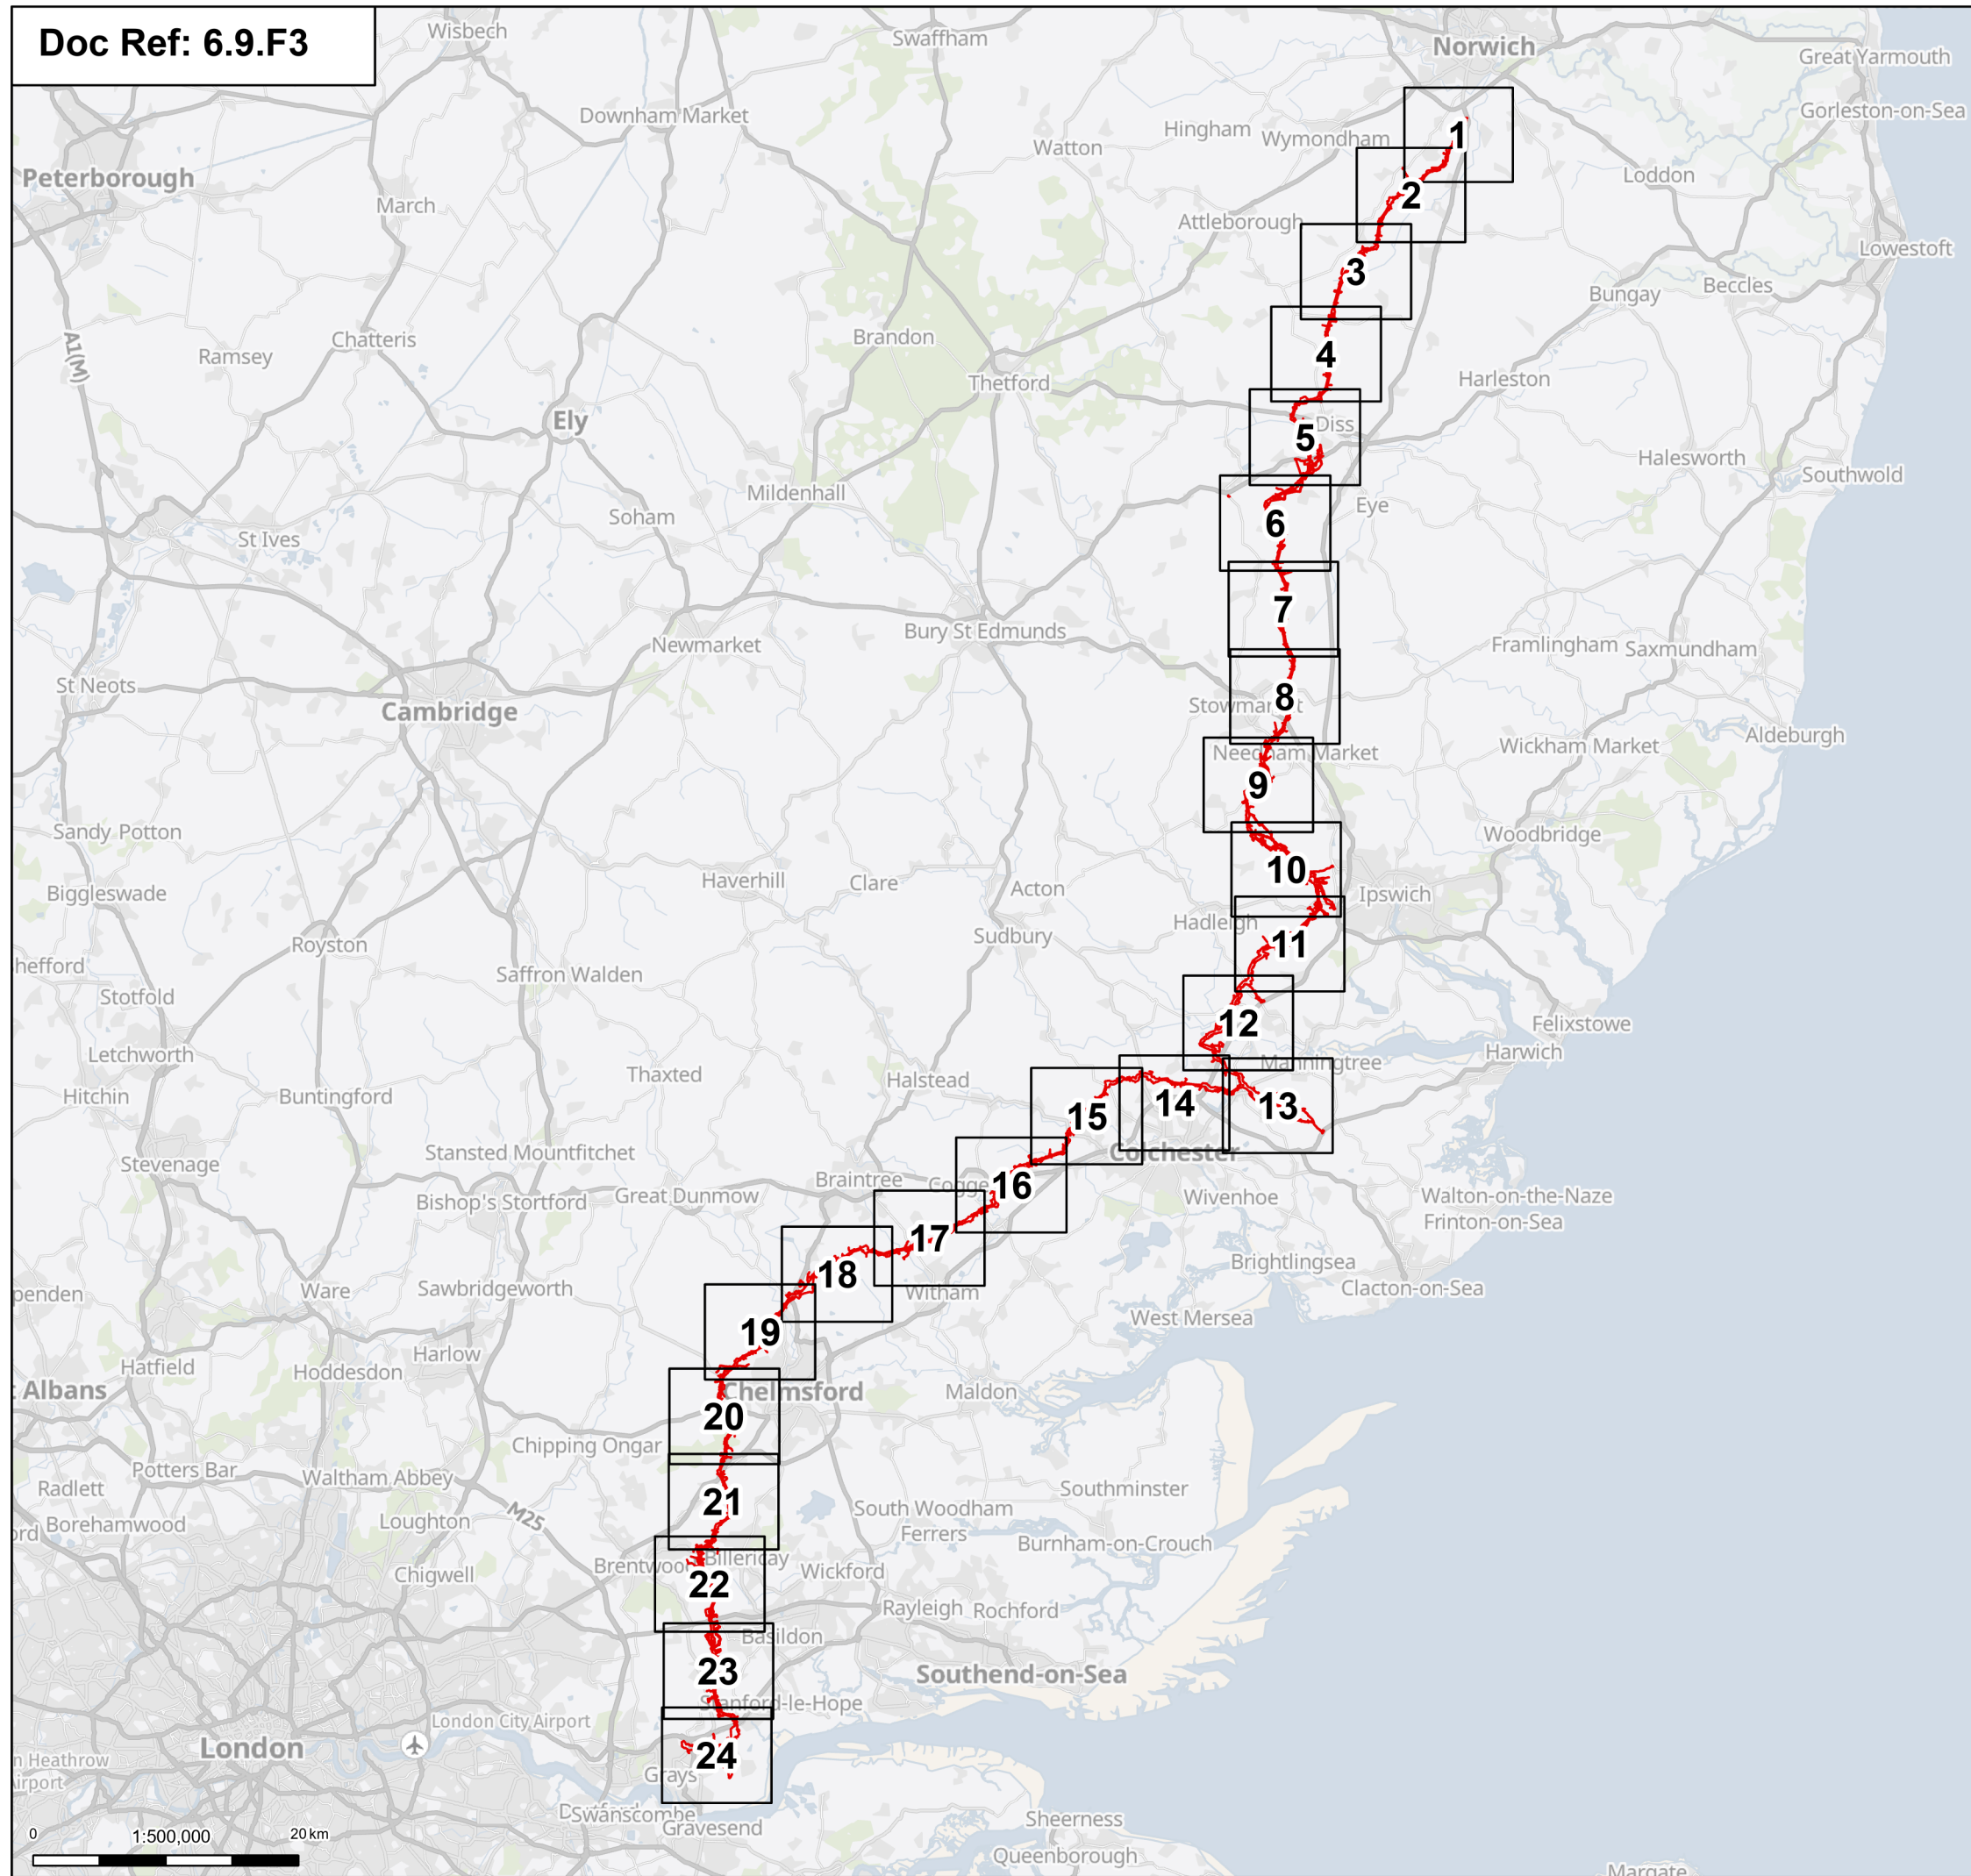 Doc Ref: 6.9.F3
Wisbech
Swaffham
Norwich
Great Yarmouth
Gorleston-on-Sea
Downham Market
Hingham
Wymondham
1
Watton
Peterborough
Loddon
March
2
Attleborough
Lowestoft
3
Beccles
Bungay
A1(M)
Chatteris
Brandon
Ramsey
4
Thetford
Harleston
Ely
Diss
5
Halesworth
Southwold
Mildenhall
Eye
Soham
6
St Ives
7
Bury St Edmunds
Newmarket
Framlingham
Saxmundham
St Neots
8
Stowmarket
Cambridge
Aldeburgh
Wickham Market
Needham Market
9
Sandy
Potton
Woodbridge
10
Haverhill
Clare
Acton
Ipswich
Biggleswade
Hadleigh
Sudbury
11
Royston
hefford
Saffron Walden
Stotfold
12
Felixstowe
Letchworth
Harwich
Manningtree
Thaxted
Halstead
Hitchin
Buntingford
15
14
13
Stansted Mountfitchet
Colchester
Stevenage
Braintree
Cogge
16
Bishop's Stortford
Great Dunmow
Wivenhoe
Walton-on-the-Naze
Frinton-on-Sea
17
Brightlingsea
18
Ware
Sawbridgeworth
Witham
Clacton-on-Sea
penden
West Mersea
19
Harlow
Hatfield
Hoddesdon
Albans
Chelmsford
Maldon
20
Chipping Ongar
Potters Bar
Waltham Abbey
Radlett
Southminster
21
South Woodham
Ferrers
M25
Loughton
Borehamwood
ord
Burnham-on-Crouch
Brentwood
Billericay
Chigwell
Wickford
22
Rayleigh
Rochford
Basildon
23
Southend-on-Sea
Stanford-le-Hope
London City Airport
London
24
n Heathrow
Airport
Grays
Swanscombe
Gravesend
Sheerness
Queenborough
Margate
0
1:500,000
20 km